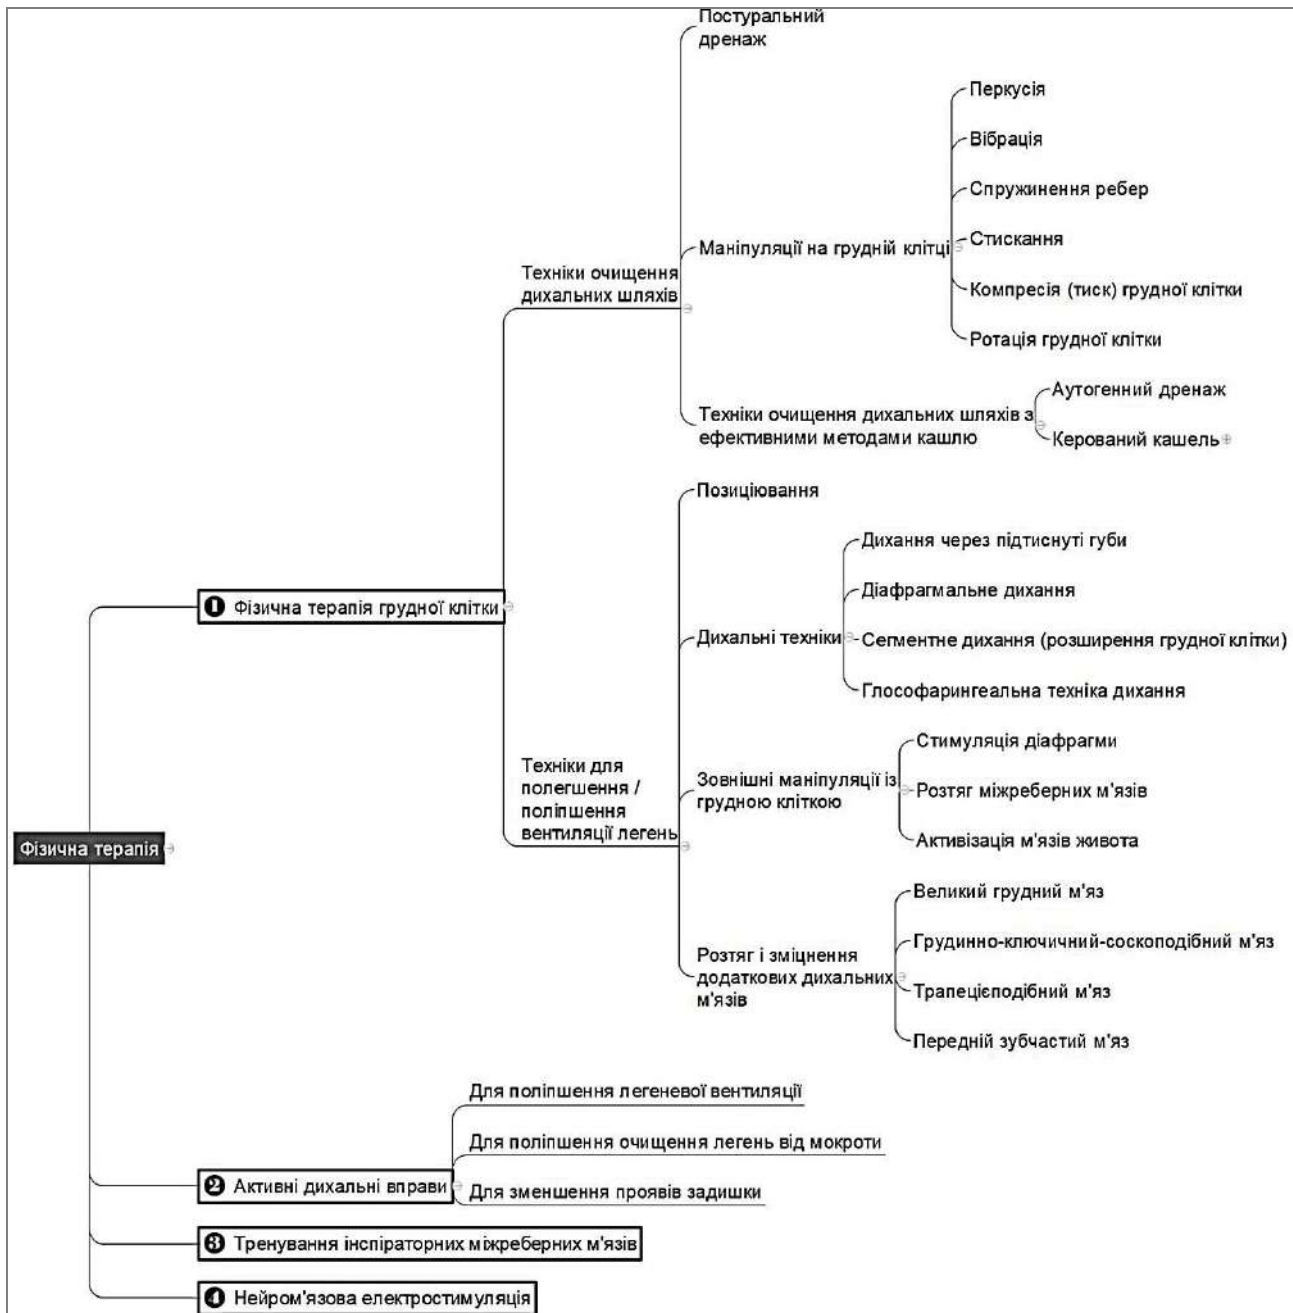 Постуральний
дренаж
Перкусія
Вібрація
Спружинення ребер
Маніпуляції на грудній клітці
Стискання
Компресія (тиск) грудної клітки
Ротація грудної клітки
Техніки очищення
дихальних шляхів
Техніки очищення дихальних шляхів з
ефективними методами кашлю
Аутогенний дренаж
Керований кашель
Позиціювання
Дихання через підтиснуті губи
Діафрагмальне дихання
Дихальні техніки
Сегментне дихання (розширення грудної клітки)
Глософарингеальна техніка дихання
❶ Фізична терапія грудної клітки
Техніки для
полегшення /
поліпшення
вентиляції легень
Зовнішні маніпуляції із
грудною кліткою
Стимуляція діафрагми
Розтяг міжреберних м'язів
Активізація м'язів живота
Фізична терапія
Розтяг і зміцнення
додаткових дихальних
м'язів
Великий грудний м'яз
Грудинно-ключичний-соскоподібний м'яз
Трапецієподібний м'яз
Передній зубчастий м'яз
❷ Активні дихальні вправи
Для поліпшення легеневої вентиляції
Для поліпшення очищення легень від мокроти
Для зменшення проявів задишки
❸ Тренування інспіраторних міжреберних м'язів
❹ Нейром'язова електростимуляція